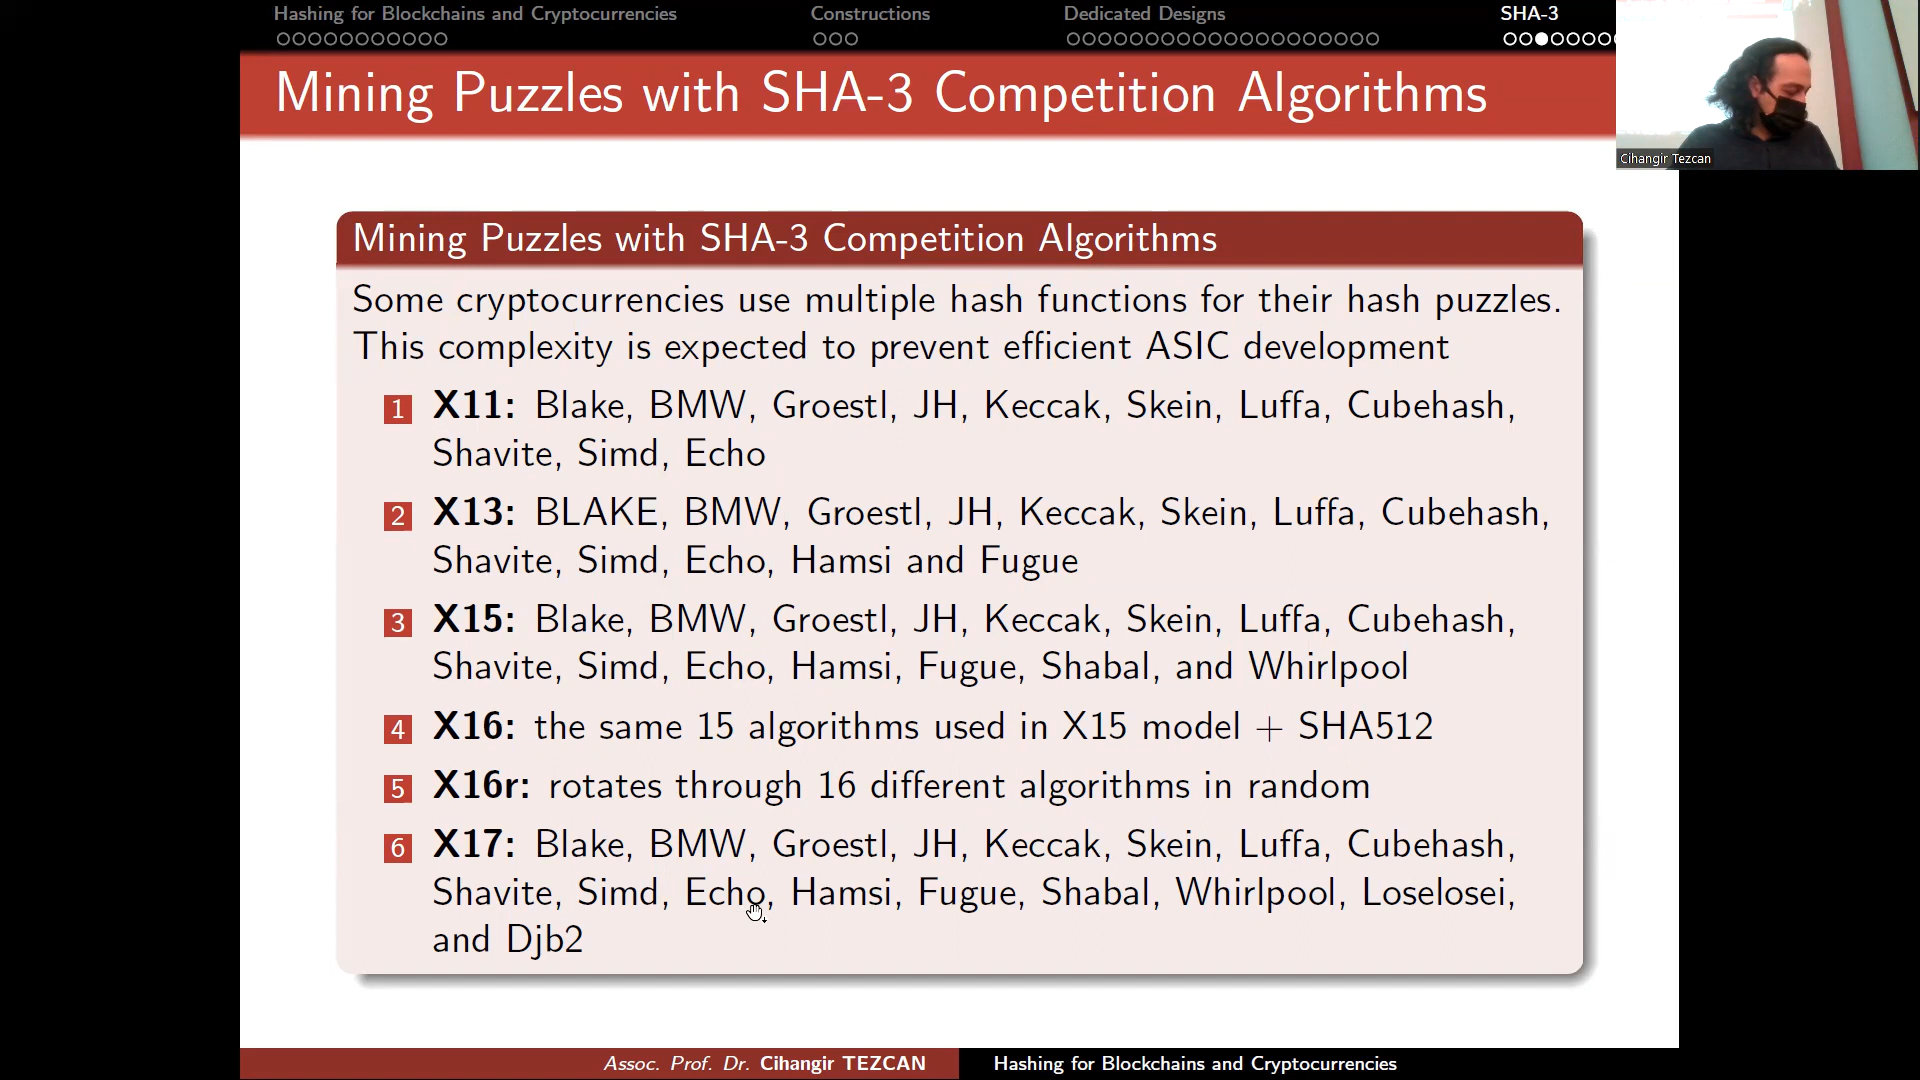 Hashing for Blockchains and Cryptocurrencies
Constructions
Dedicated Designs
SHA-3
Mining Puzzles with SHA-3 Competition Algorithms
Cihangir Tezcan
Mining Puzzles with SHA-3 Competition Algorithms
Some cryptocurrencies use multiple hash functions for their hash puzzles.
This complexity is expected to prevent efficient ASIC development
1 X11: Blake, BMW, Groestl, JH, Keccak, Skein, Luffa, Cubehash,
Shavite, Simd, Echo
2 X13: BLAKE, BMW, Groestl, JH, Keccak, Skein, Luffa, Cubehash,
Shavite, Simd, Echo, Hamsi and Fugue
3 X15: Blake, BMW, Groestl, JH, Keccak, Skein, Luffa, Cubehash,
Shavite, Simd, Echo, Hamsi, Fugue, Shabal, and Whirlpool
4 X16: the same 15 algorithms used in X15 model + SHA512
5 X16r: rotates through 16 different algorithms in random
6 X17: Blake, BMW, Groestl, JH, Keccak, Skein, Luffa, Cubehash,
Shavite, Simd, Echo, Hamsi, Fugue, Shabal, Whirlpool, Loselosei,
and Djb2
Assoc. Prof. Dr. Cihangir TEZCAN
Hashing for Blockchains and Cryptocurrencies